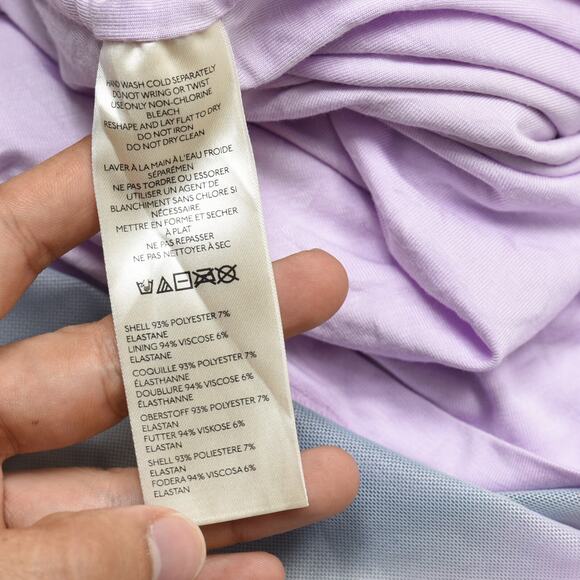 HAND WASH COLD SEPARATELY
DO NOT WRING OR TWIST
USE ONLY NON-CHLORINE
BLEACH
RESHAPE AND LAY FLAT TO DRY
DO NOT IRON
DO NOT DRY CLEAN
LAVER À LA MAIN À L'EAU FROIDE
SÉPARÉMEN
NE PAS TORDRE OU ESSORER
UTILISER UN AGENT DE
BLANCHIMENT SANS CHLORE SI
NÉCESSAIRE
METTRE EN FORME ET SECHER
À PLAT
NE PAS REPASSER
NE PAS NETTOYER À SEC
SHELL 93% POLYESTER 7%
ELASTANE
LINING 94% VISCOSE 6%
ELASTANE
COQUILLE 93% POLYESTER 7%
ÉLASTHANNE
DOUBLURE 94% VISCOSE 6%
ÉLASTHANNE
OBERSTOFF 93% POLYESTER 7%
ELASTAN
FUTTER 94% VISKOSE 6%
ELASTAN
SHELL 93% POLIESTERE 7%
ELASTAN
FODERA 94% VISCOSA 6%
ELASTAN